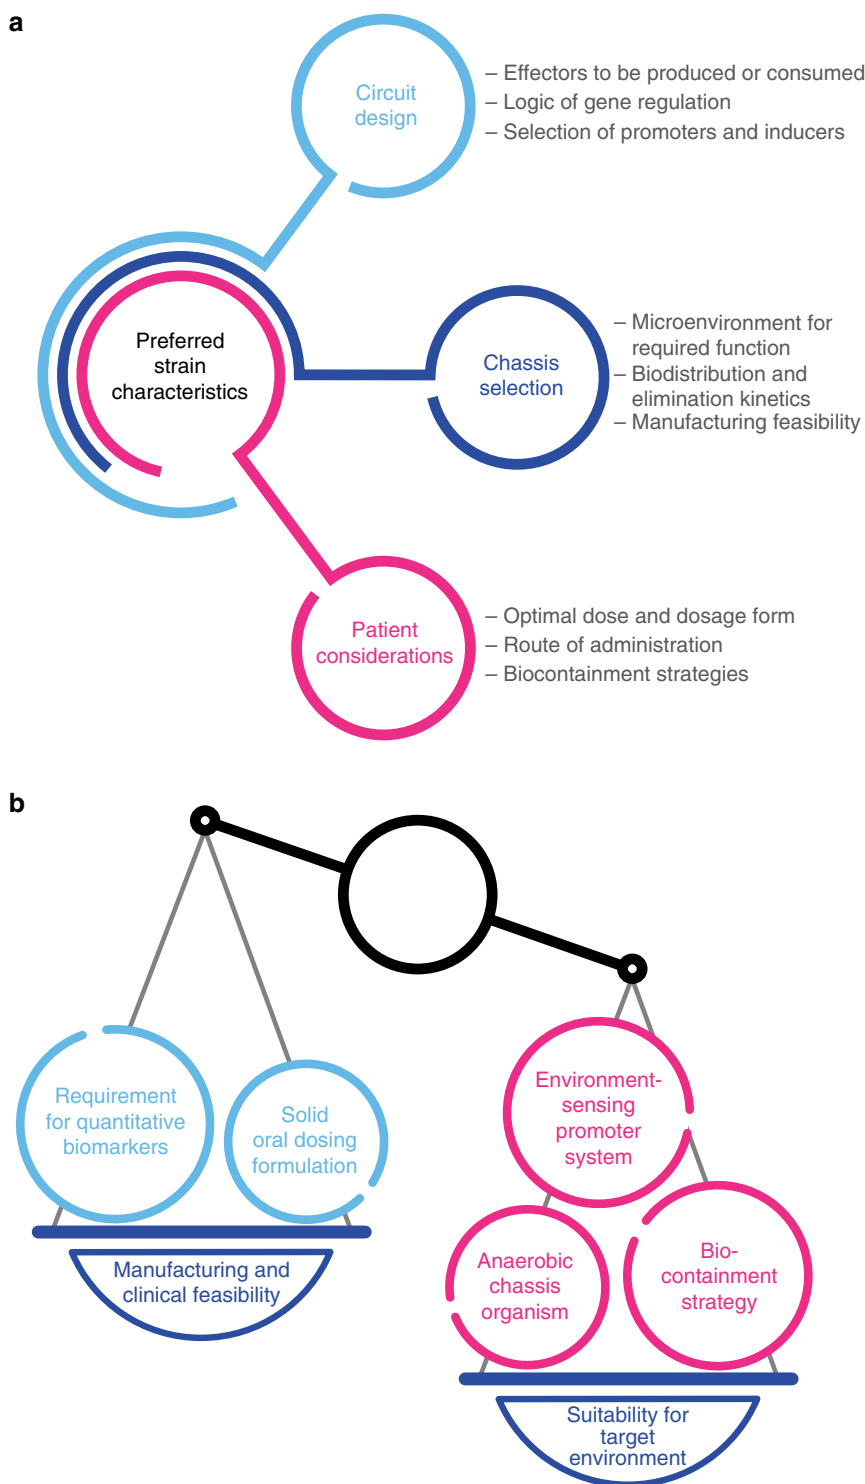 a
Circuit
design
– Effectors to be produced or consumed
– Logic of gene regulation
– Selection of promoters and inducers
Preferred
strain
characteristics
Chassis
selection
– Microenvironment for
required function
– Biodistribution and
elimination kinetics
– Manufacturing feasibility
Patient
considerations
– Optimal dose and dosage form
– Route of administration
– Biocontainment strategies
b
Requirement
for quantitative
biomarkers
Solid
oral dosing
formulation
Manufacturing and
clinical feasibility
Environment-
sensing
promoter
system
Anaerobic
chassis
organism
Bio-
containment
strategy
Suitability for
target
environment